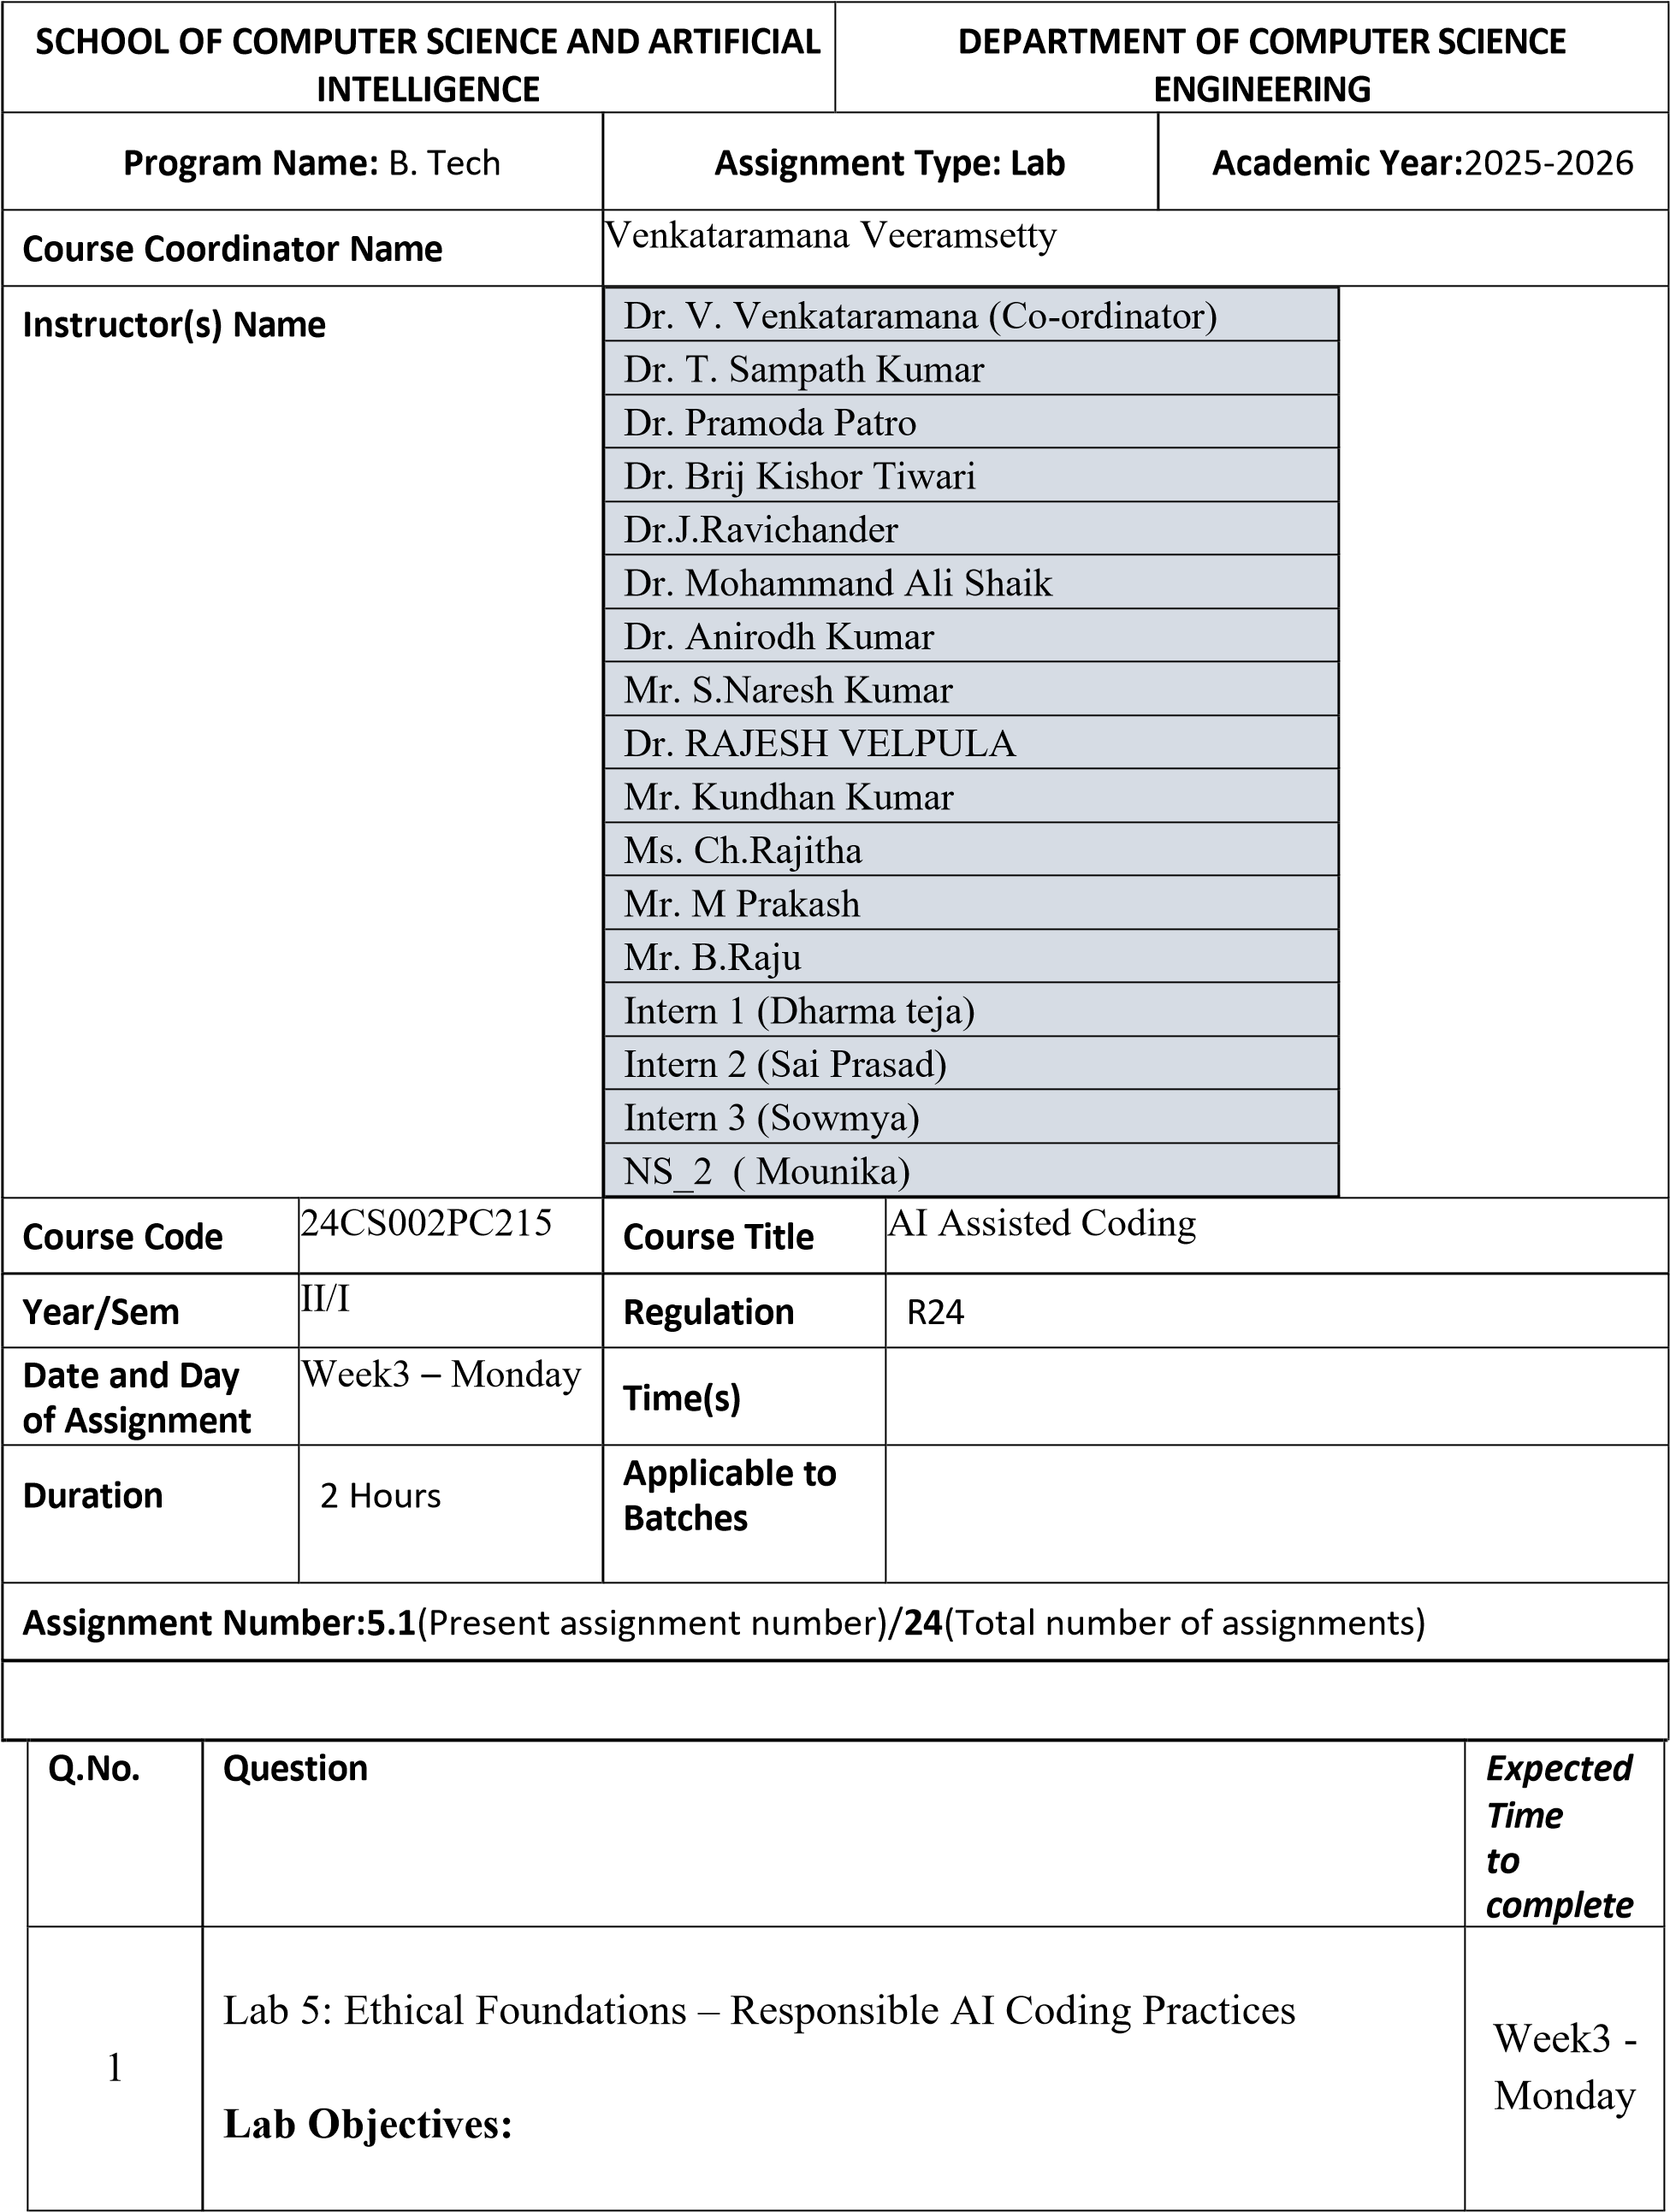 SCHOOL OF COMPUTER SCIENCE AND ARTIFICIAL
INTELLIGENCE
DEPARTMENT OF COMPUTER SCIENCE
ENGINEERING
Program Name: B. Tech
Assignment Type: Lab
Academic Year:2025-2026
Course Coordinator Name
Venkataramana Veeramsetty
Instructor(s) Name
Dr. V. Venkataramana (Co-ordinator)
Dr. T. Sampath Kumar
Dr. Pramoda Patro
Dr. Brij Kishor Tiwari
Dr.J.Ravichander
Dr. Mohammand Ali Shaik
Dr. Anirodh Kumar
Mr. S.Naresh Kumar
Dr. RAJESH VELPULA
Mr. Kundhan Kumar
Ms. Ch.Rajitha
Mr. M Prakash
Mr. B.Raju
Intern 1 (Dharma teja)
Intern 2 (Sai Prasad)
Intern 3 (Sowmya)
NS_2 ( Mounika)
Course Code
24CS002PC215
Course Title
AI Assisted Coding
Year/Sem
II/I
Regulation
R24
Date and Day
of Assignment
Week3 – Monday
Time(s)
Duration
2 Hours
Applicable to
Batches
Assignment Number:5.1(Present assignment number)/24(Total number of assignments)
Q.No.
Question
Expected
Time
to
complete
1
Lab 5: Ethical Foundations – Responsible AI Coding Practices
Lab Objectives:
Week3 -
Monday